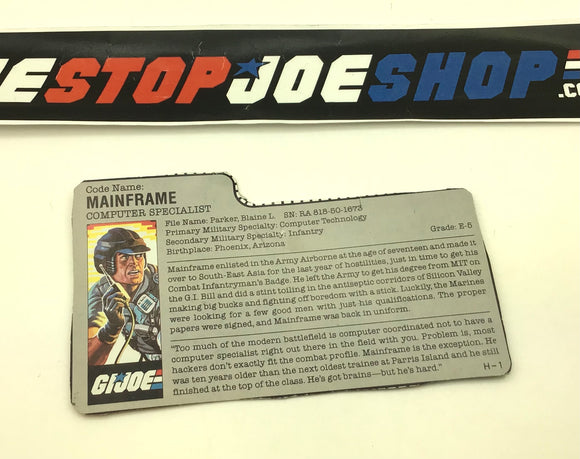 ESTOPJOESHOP
.co
Code Name:
MAINFRAME
COMPUTER SPECIALIST
File Name: Parker, Blaine L. SN: RA 818-50-1673
Primary Military Specialty: Computer Technology
Secondary Military Specialty: Infantry
Birthplace: Phoenix, Arizona Grade: E-5
Mainframe enlisted in the Army Airborne at the age of seventeen and made it
over to South-East Asia for the last year of hostilities, just in time to get his
combat Infantryman's Badge. He left the Army to get his degree from MIT on
the G.I. Bill and did a stint toiling in the antiseptic corridors of Silicon Valley
making big bucks and fighting off boredom with a stick. Luckily, the Marines
were looking for a few good men with just his qualifications. The proper
papers were signed, and Mainframe was back in uniform.
"Too much of the modern battlefield is computer coordinated not to have a
computer specialist right out there in the field with you. Problem is, most
hackers don't exactly fit the combat profile. Mainframe is the exception. He
was ten years older than the next oldest trainee at Parris Island and he still
finished at the top of the class. He's got brains—but he's hard."
GI JOE
H-1